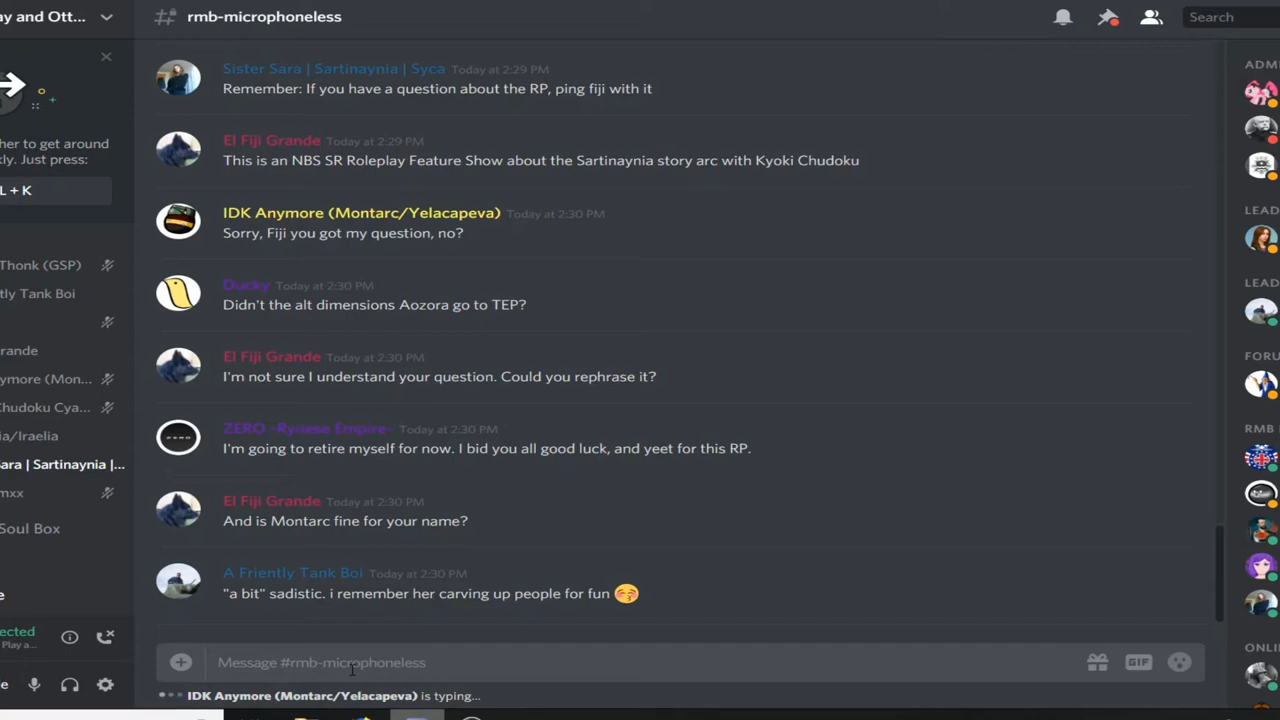 ay and Ott...
rmb-microphoneless
Search
her to get around
kly. Just press:
L + K
Thonk (GSP)
tly Tank Boi
rande
ymore (Mon...
Chudoku Cya...
ia/Iraelia
Sara | Sartinaynia |...
mxx
Soul Box
e
ected
Play a...
e
Sister Sara | Sartinaynia | Syca Today at 2:29 PM
Remember: If you have a question about the RP, ping fiji with it
El Fiji Grande Today at 2:29 PM
This is an NBS SR Roleplay Feature Show about the Sartinaynia story arc with Kyoki Chudoku
IDK Anymore (Montarc/Yelacapeva) Today at 2:30 PM
Sorry, Fiji you got my question, no?
Ducky Today at 2:30 PM
Didn't the alt dimensions Aozora go to TEP?
El Fiji Grande Today at 2:30 PM
I'm not sure I understand your question. Could you rephrase it?
ZERO -Rynese Empire- Today at 2:30 PM
I'm going to retire myself for now. I bid you all good luck, and yeet for this RP.
El Fiji Grande Today at 2:30 PM
And is Montarc fine for your name?
A Friently Tank Boi Today at 2:30 PM
"a bit" sadistic. i remember her carving up people for fun
Message #rmb-microphoneless
GIF
IDK Anymore (Montarc/Yelacapeva) is typing...
ADMI
LEAD
LEAD
FORU
RMB
ONLI